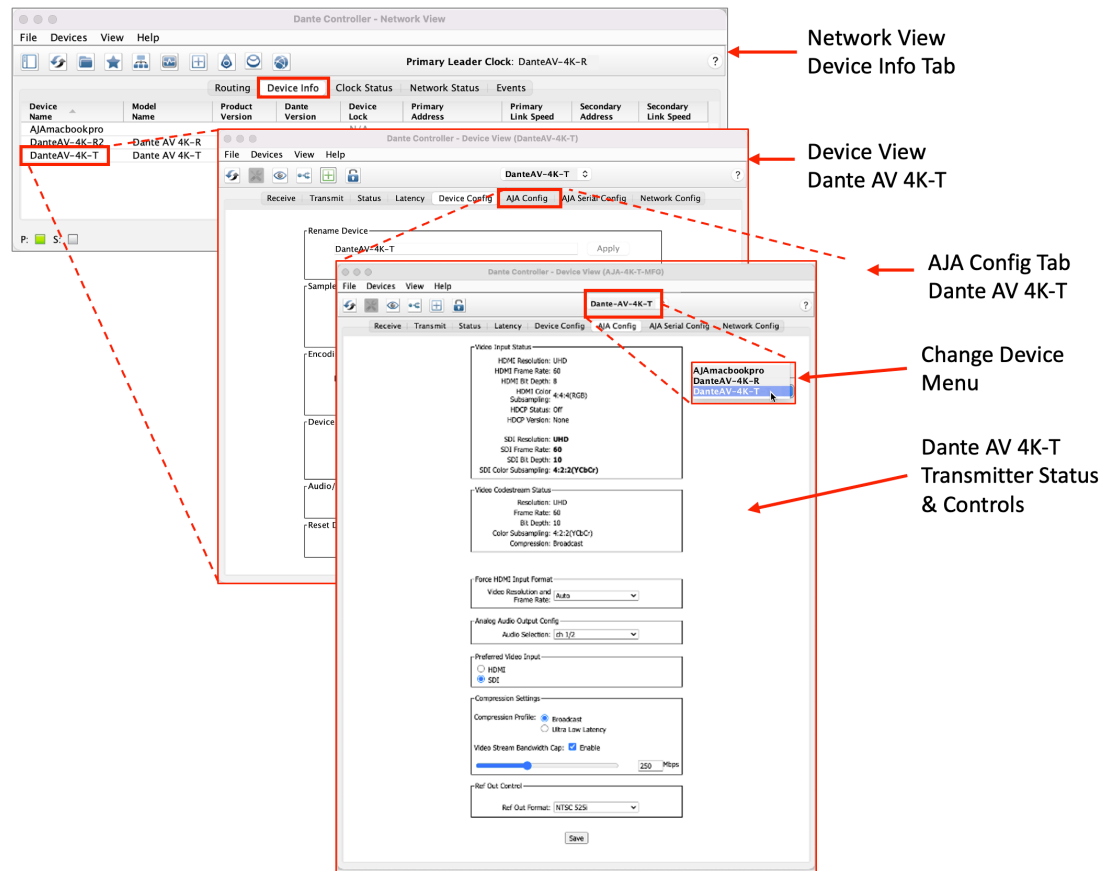 Dante Controller - Network View
File Devices View Help
Primary Leader Clock: DanteAV-4K-R
?
Routing Device Info Clock Status Network Status Events
Device Name Model Name Product Version Dante Version Device Lock Primary Address Primary Link Speed Secondary Address Secondary Link Speed
AJAmacbookpro
DanteAV-4K-R2 Dante AV 4K-R
DanteAV-4K-T Dante AV 4K-T
P: S:
Network View
Device Info Tab
Dante Controller - Device View (DanteAV-4K-T)
File Devices View Help
DanteAV-4K-T
?
Receive Transmit Status Latency Device Config AJA Config AJA Serial Config Network Config
Rename Device
DanteAV-4K-T Apply
Sample
Encodi
Device
Audio/
Reset D
Device View
Dante AV 4K-T
AJA Config Tab
Dante AV 4K-T
Dante Controller - Device View (AJA-4K-T-MFG)
File Devices View Help
Dante-AV-4K-T
?
Receive Transmit Status Latency Device Config AJA Config AJA Serial Config Network Config
Video Input Status
HDMI Resolution: UHD
HDMI Frame Rate: 60
HDMI Bit Depth: 8
HDMI Color
Subsampling: 4:4:4(RGB)
HDCP Status: Off
HDCP Version: None
SDI Resolution: UHD
SDI Frame Rate: 60
SDI Bit Depth: 10
SDI Color Subsampling: 4:2:2(YCbCr)
Video Codestream Status
Resolution: UHD
Frame Rate: 60
Bit Depth: 10
Color Subsampling: 4:2:2(YCbCr)
Compression: Broadcast
Force HDMI Input Format
Video Resolution and
Frame Rate: Auto
Analog Audio Output Config
Audio Selection: ch 1/2
Preferred Video Input
HDMI
SDI
Compression Settings
Compression Profile: Broadcast
Ultra Low Latency
Video Stream Bandwidth Cap: Enable
250 Mbps
Ref Out Control
Ref Out Format: NTSC 525i
Save
AJAmacbookpro
DanteAV-4K-R
DanteAV-4K-T
Change Device
Menu
Dante AV 4K-T
Transmitter Status
& Controls